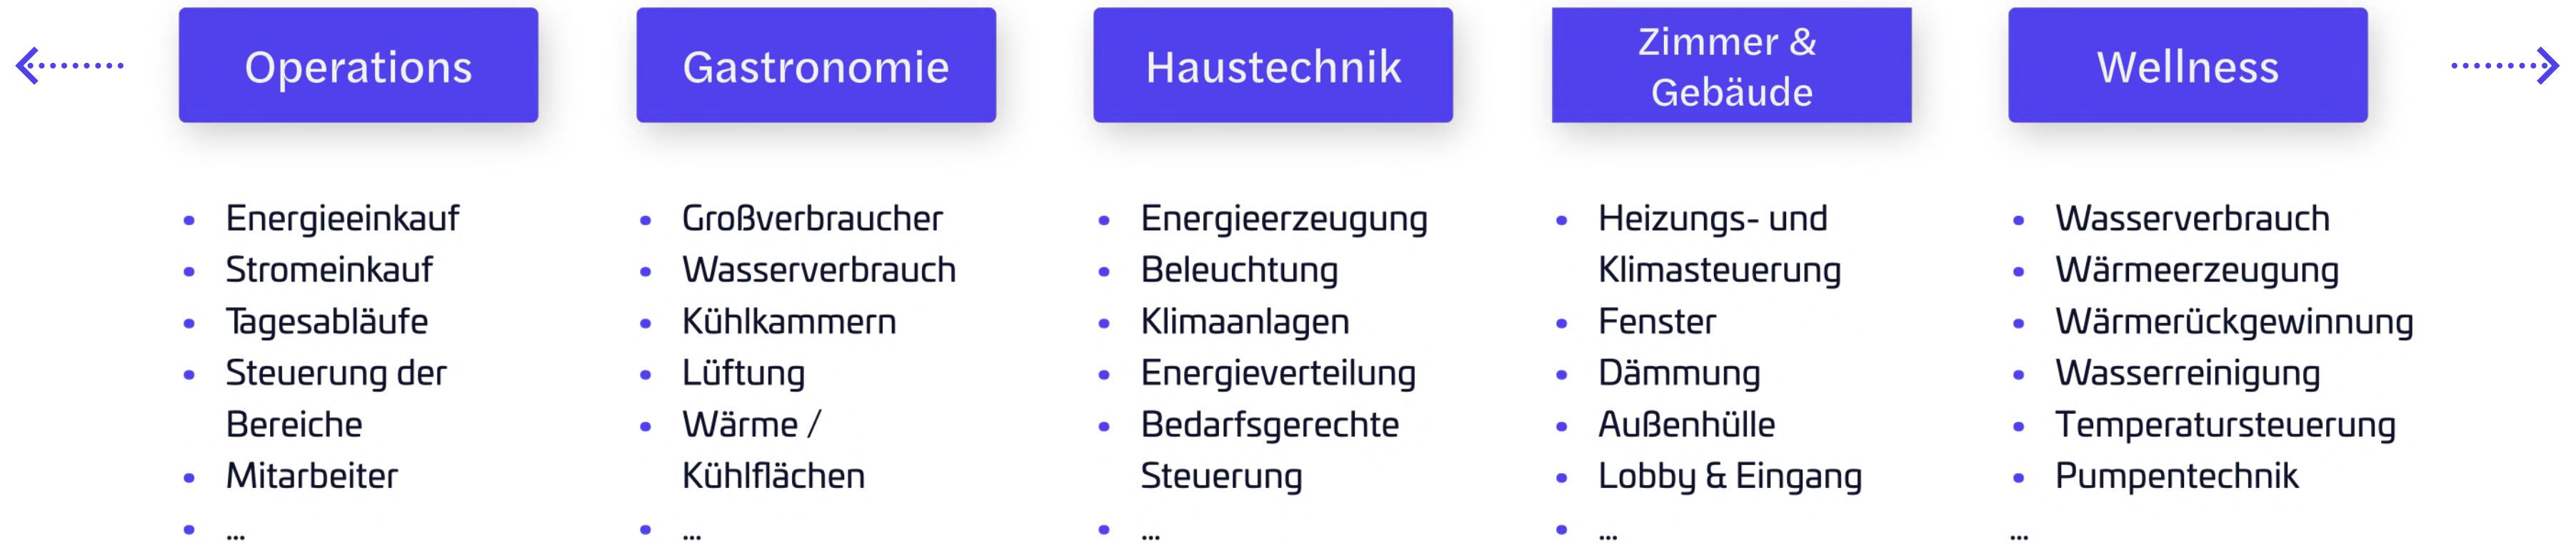 Operations
• Energieeinkauf
• Stromeinkauf
• Tagesabläufe
• Steuerung der
Bereiche
• Mitarbeiter
• ...
Gastronomie
• Großverbraucher
• Wasserverbrauch
• Kühlkammern
• Lüftung
• Wärme /
Kühlflächen
• ...
Haustechnik
• Energieerzeugung
• Beleuchtung
• Klimaanlagen
• Energieverteilung
• Bedarfsgerechte
Steuerung
• ...
Zimmer &
Gebäude
• Heizungs- und
Klimasteuerung
• Fenster
• Dämmung
• Außenhülle
• Lobby & Eingang
• ...
Wellness
• Wasserverbrauch
• Wärmeerzeugung
• Wärmerückgewinnung
• Wasserreinigung
• Temperatursteuerung
• Pumpentechnik
...